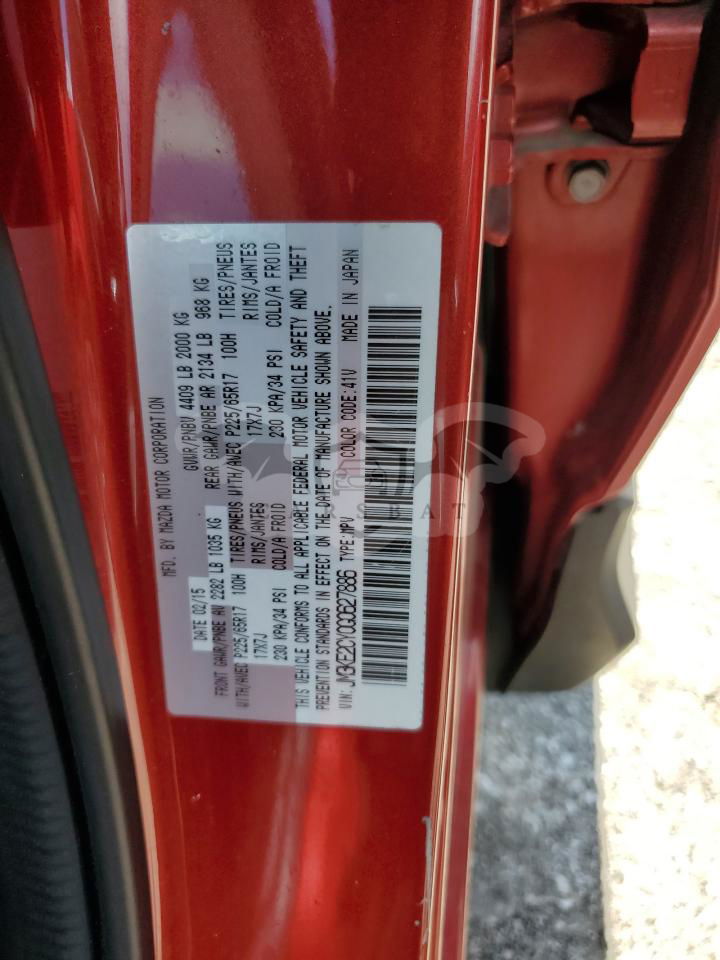 MFD. BY MAZDA MOTOR CORPORATION
DATE 02/15 GVWR/PNBV 4409 LB 2000 KG
FRONT GAWR/PNBE AV 2282 LB 1035 KG REAR GAWR/PNBE AR 2134 LB 968 KG
WITH/AVEC P225/65R17 100H TIRES/PNEUS WITH/AVEC P225/65R17 100H TIRES/PNEUS
17X7J RIMS/JANTES 17X7J RIMS/JANTES
230 KPA/34 PSI COLD/A FROID 230 KPA/34 PSI COLD/A FROID
THIS VEHICLE CONFORMS TO ALL APPLICABLE FEDERAL MOTOR VEHICLE SAFETY AND THEFT
PREVENTION STANDARDS IN EFFECT ON THE DATE OF MANUFACTURE SHOWN ABOVE.
VIN: JM3KE2CY0G0627886 TYPE:MPV COLOR CODE:41V MADE IN JAPAN